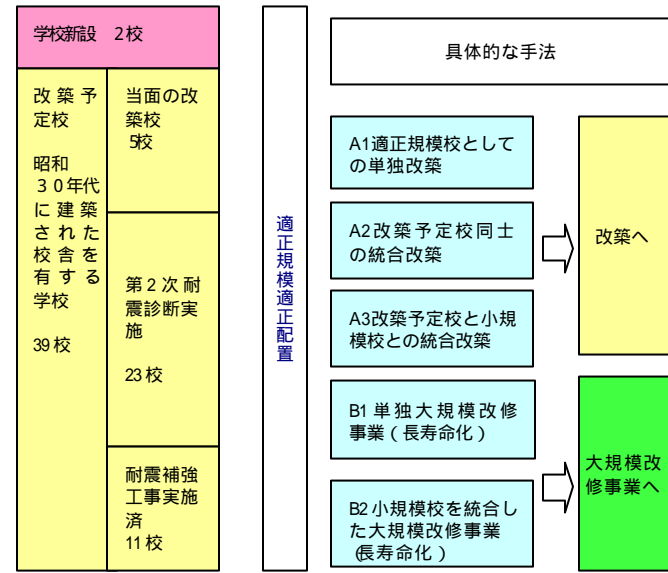 学校新設 2校
改築予
定校
昭和
30年代
に建築
された
校舎を
有する
学校
39校
当面の改
築校
5校
第2次耐
震診断実
施
23校
耐震補強
工事実施
済
11校
適正規模適正配置
具体的な手法
A1適正規模校として
の単独改築
A2改築予定校同士
の統合改築
A3改築予定校と小規
模校との統合改築
B1単独大規模改修
事業(長寿命化)
B2小規模校を統合し
た大規模改修事業
(長寿命化)
改築へ
大規模改
修事業へ